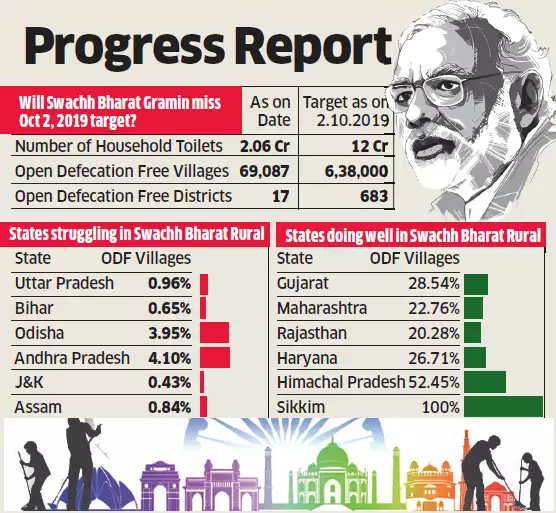 Progress Report
Will Swachh Bharat Gramin miss Oct 2, 2019 target? As on Date Target as on 2.10.2019
Number of Household Toilets 2.06 Cr 12 Cr
Open Defecation Free Villages 69,087 6,38,000
Open Defecation Free Districts 17 683
States struggling in Swachh Bharat Rural
State ODF Villages
Uttar Pradesh 0.96%
Bihar 0.65%
Odisha 3.95%
Andhra Pradesh 4.10%
J&K 0.43%
Assam 0.84%
States doing well in Swachh Bharat Rural
State ODF Villages
Gujarat 28.54%
Maharashtra 22.76%
Rajasthan 20.28%
Haryana 26.71%
Himachal Pradesh 52.45%
Sikkim 100%